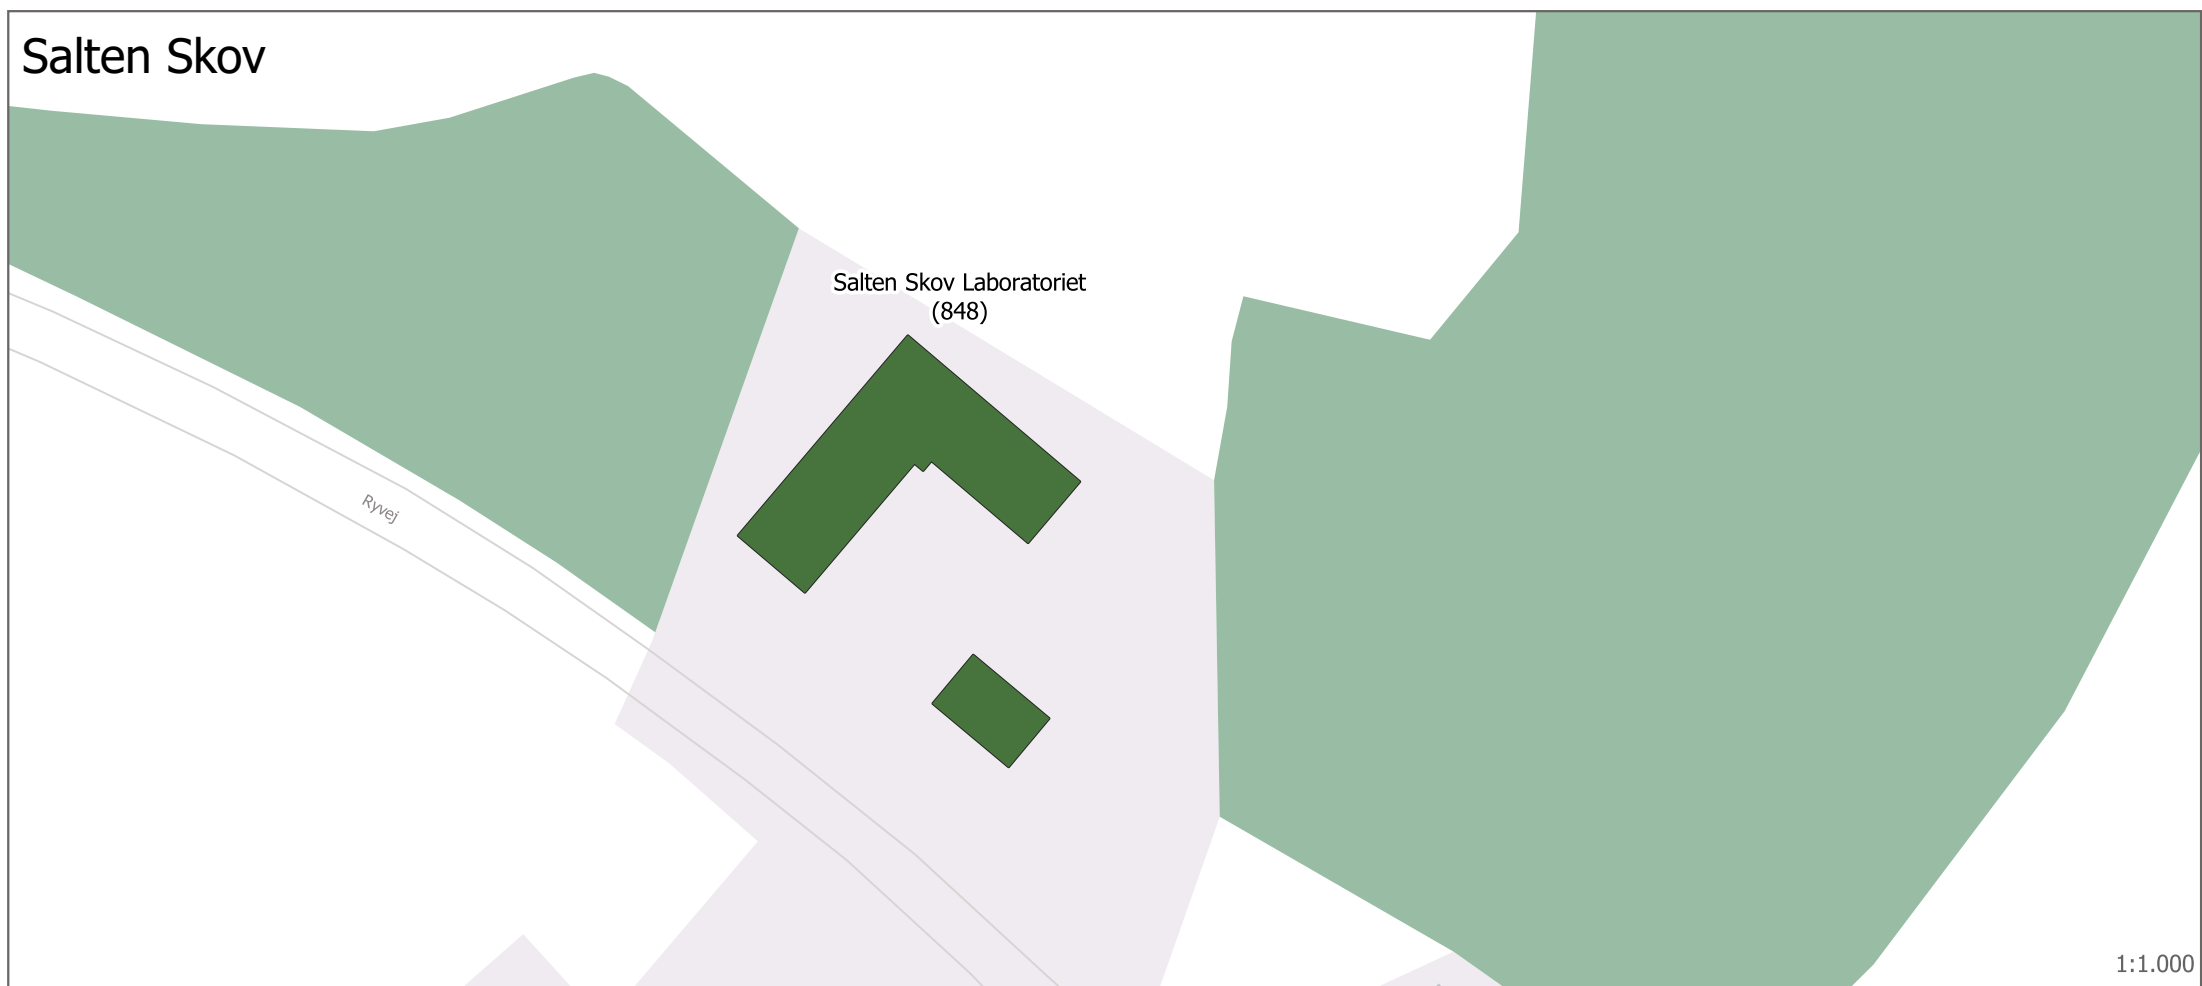 Salten Skov
Salten Skov Laboratoriet
(848)
Ryvej
1:1.000